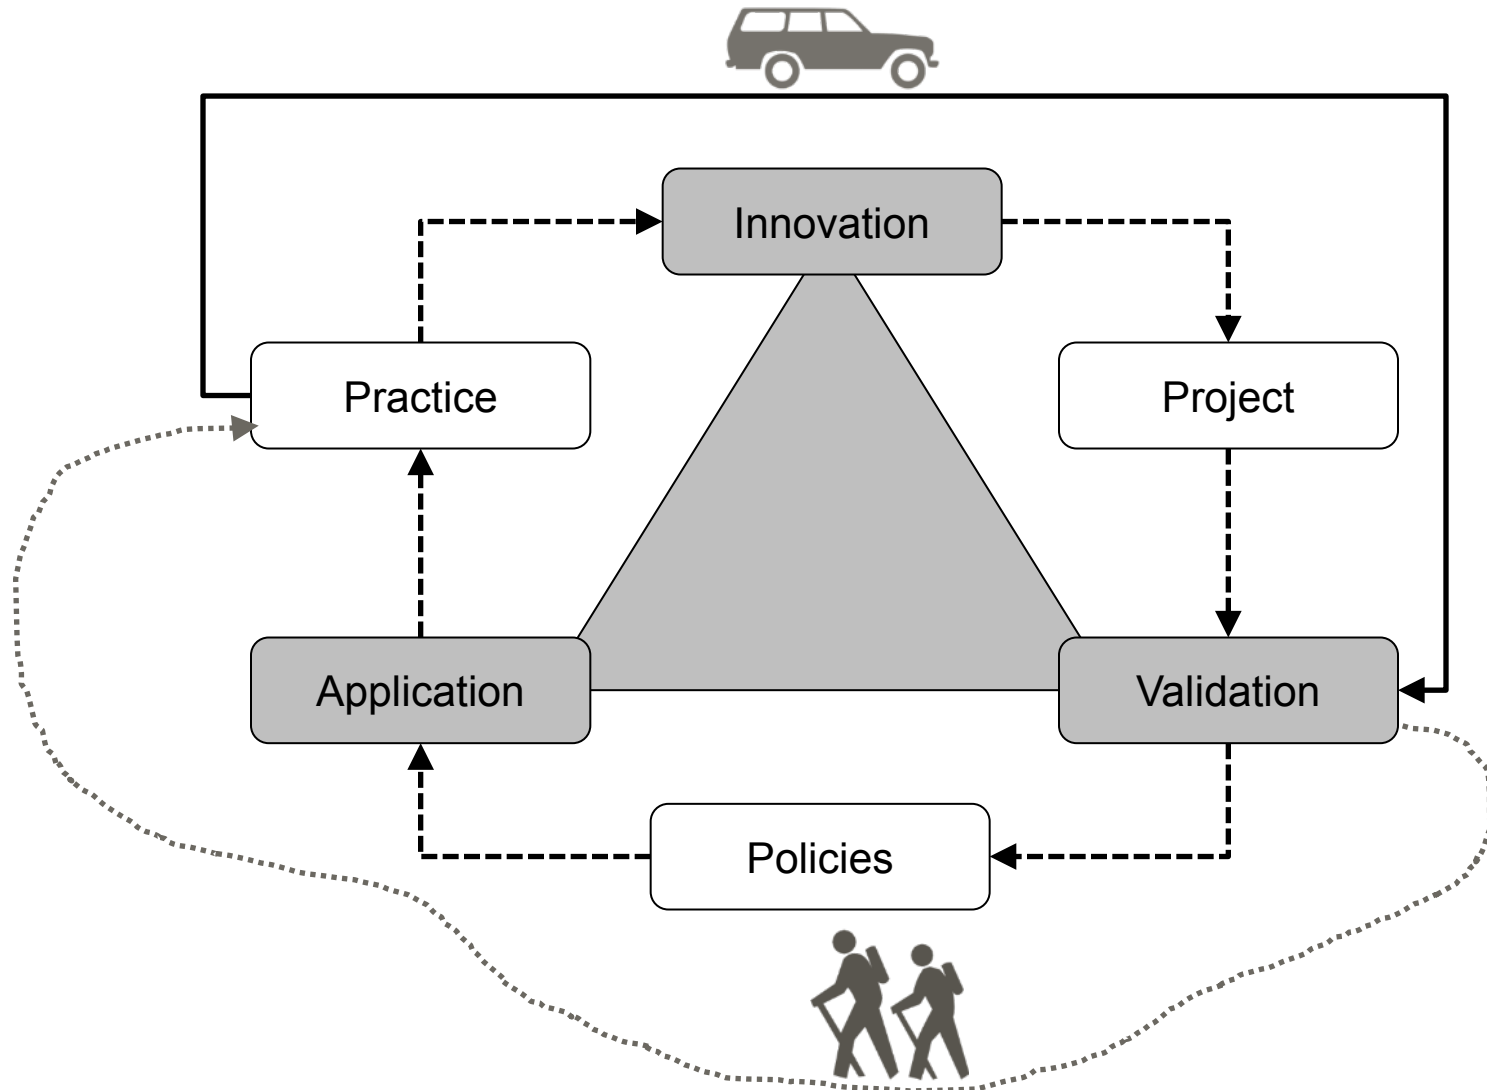 Innovation
Practice
Project
Application
Validation
Policies